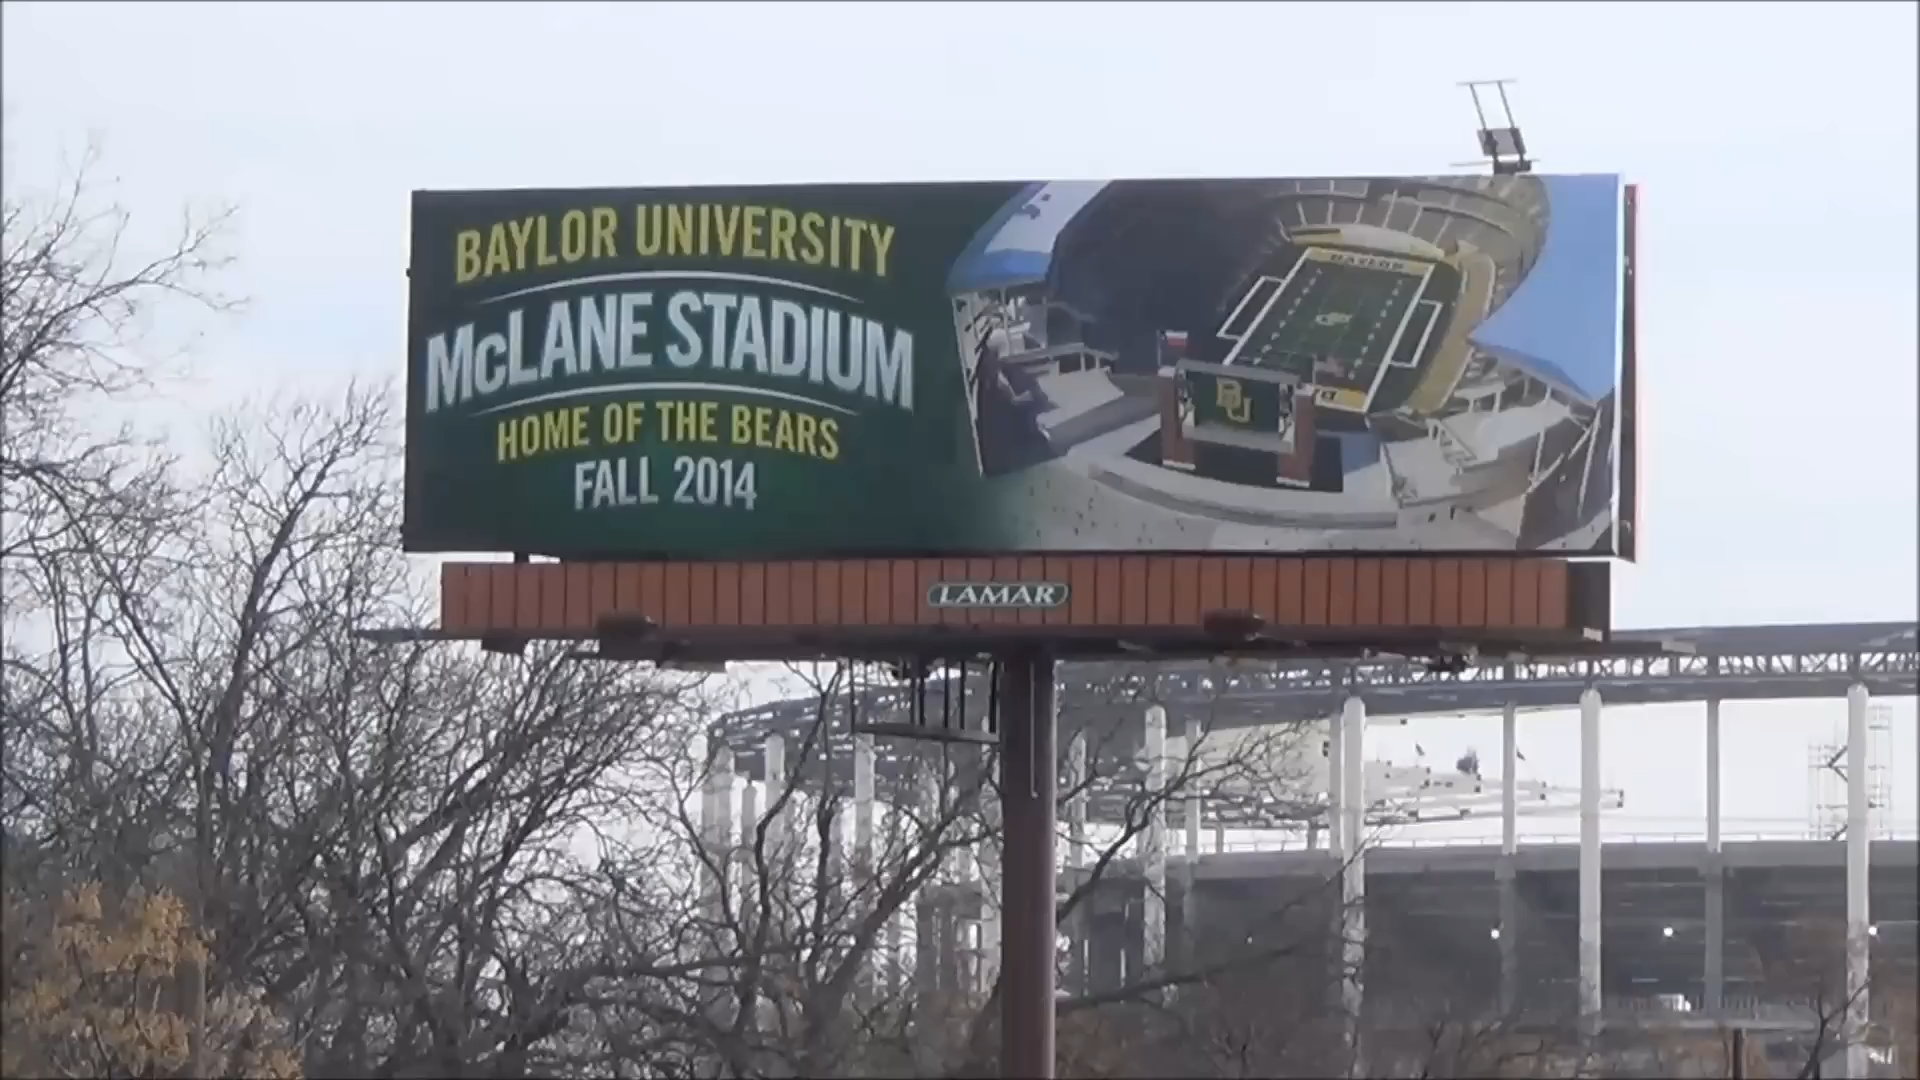 BAYLOR UNIVERSITY
McLANE STADIUM
HOME OF THE BEARS
FALL 2014
BAYLOR
BU
LAMAR